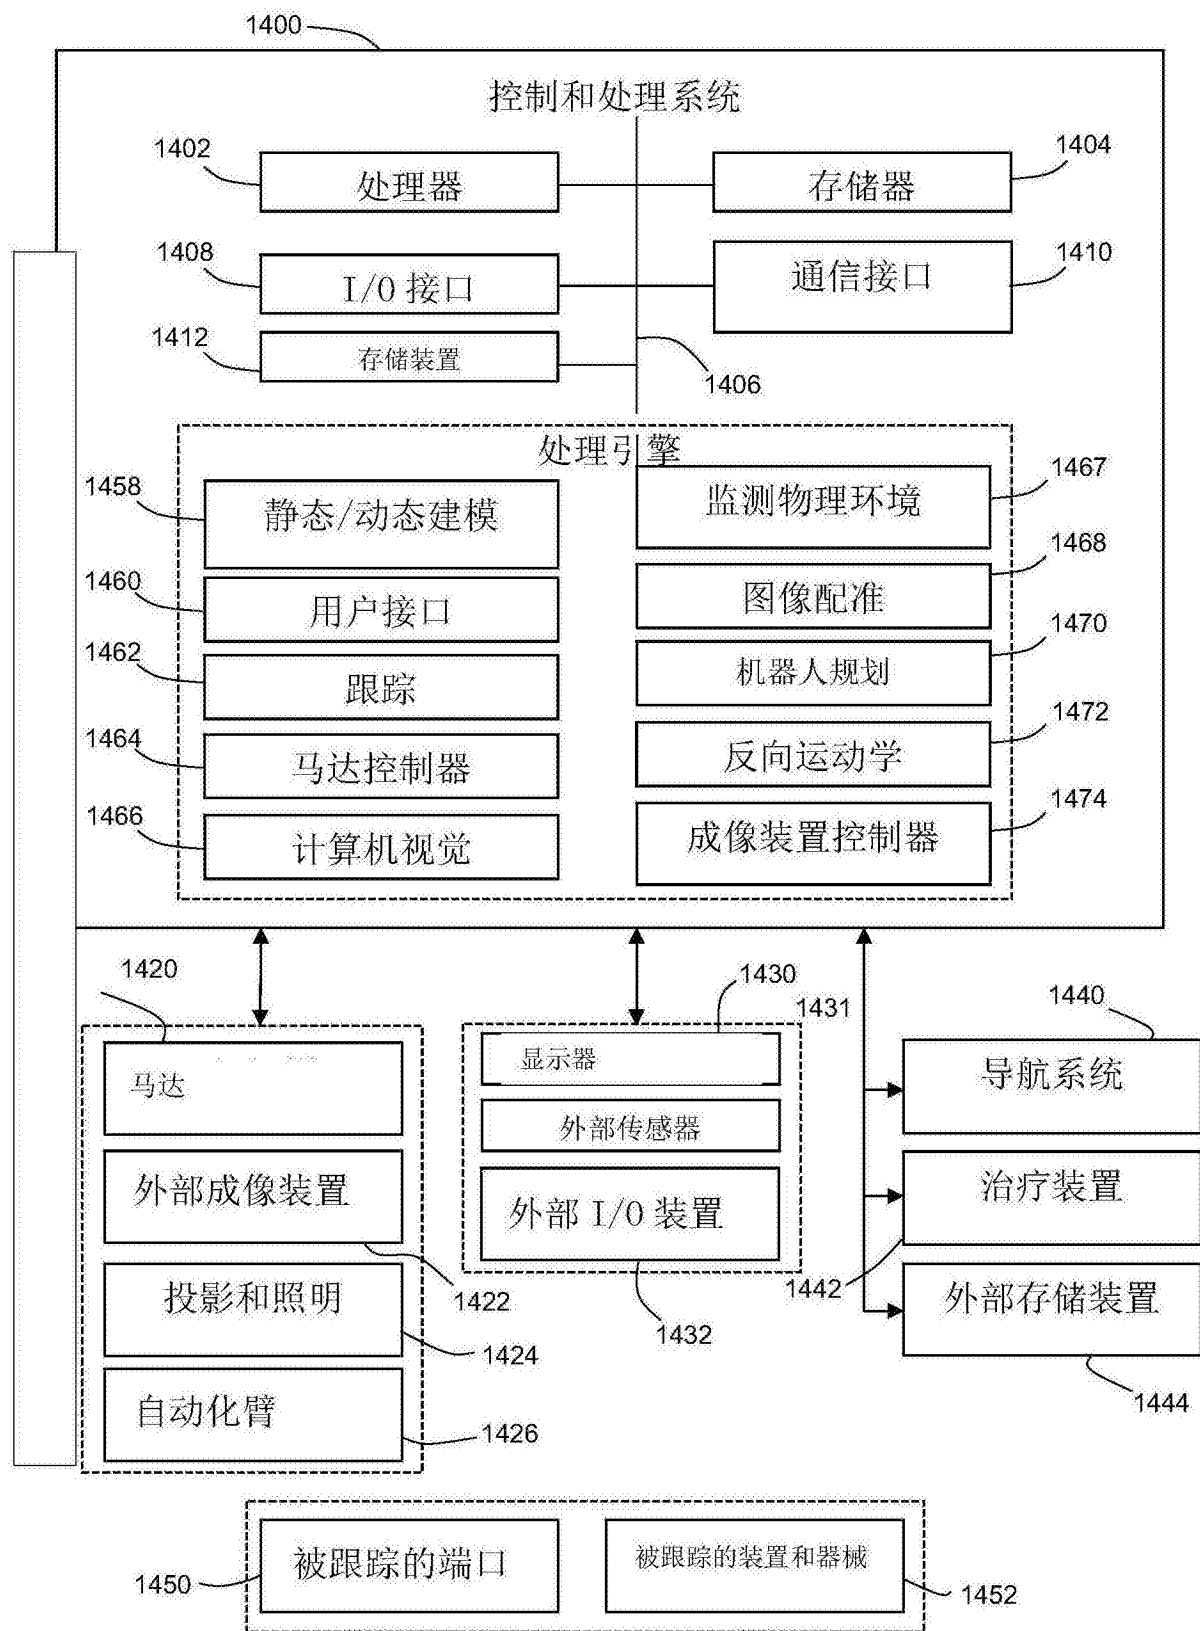 1400
控制和处理系统
1402
处理器
1404
存储器
1408
I/O 接口
1410
通信接口
1412
存储装置
1406
处理引擎
1458
静态/动态建模
1467
监测物理环境
1460
用户接口
1468
图像配准
1462
跟踪
1470
机器人规划
1464
马达控制器
1472
反向运动学
1466
计算机视觉
1474
成像装置控制器
1420
马达
外部成像装置
1422
投影和照明
1424
自动化臂
1426
1430
显示器
外部传感器
外部 I/O 装置
1432
1431
1440
导航系统
治疗装置
1442
外部存储装置
1444
1450
被跟踪的端口
被跟踪的装置和器械
1452